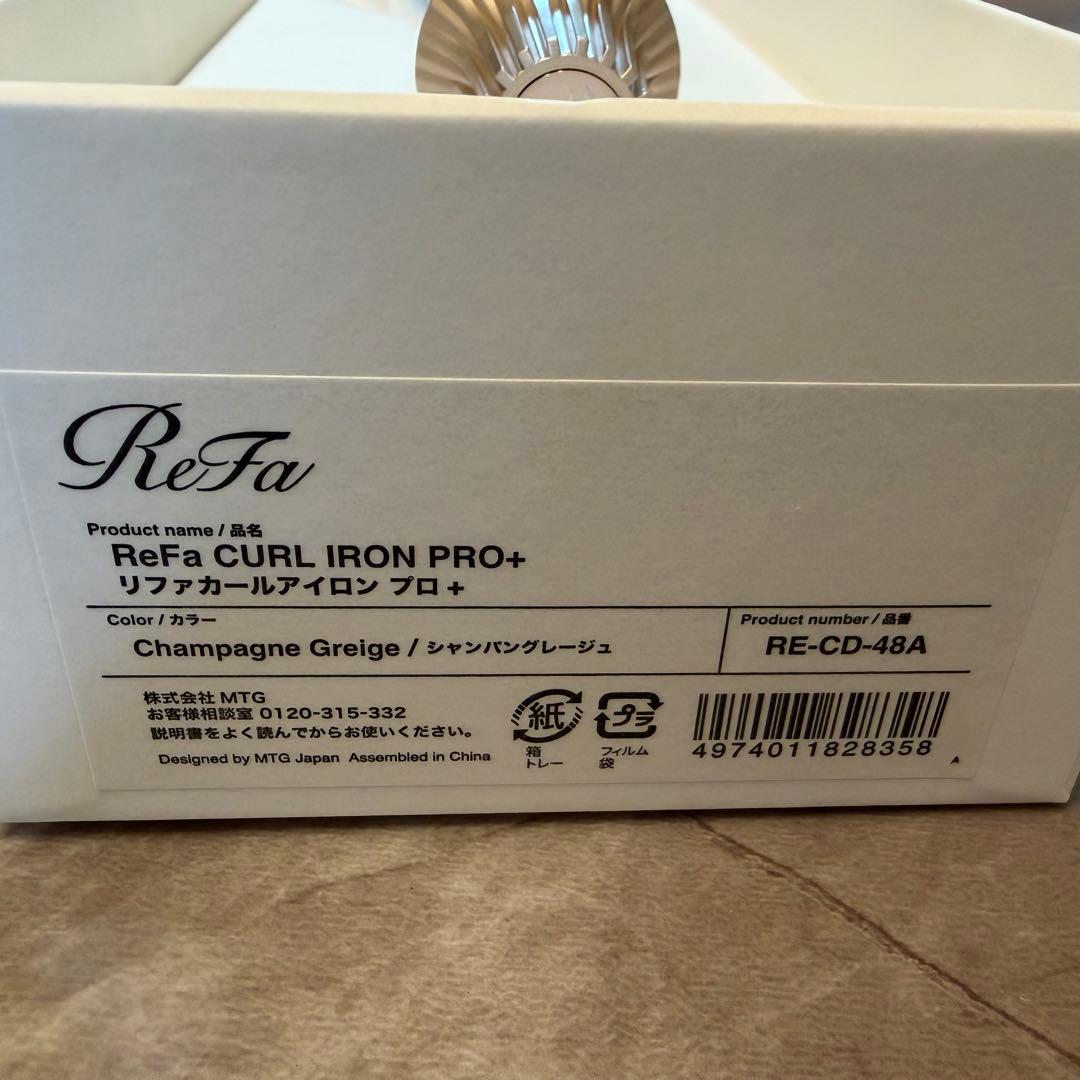 ReFa
Product name / 品名
ReFa CURL IRON PRO+
リファカールアイロン プロ+
Color / カラー
Champagne Greige / シャンパングレージュ
Product number / 品番
RE-CD-48A
株式会社 MTG
お客様相談室 0120-315-332
説明書をよく読んでからお使いください。
Designed by MTG Japan Assembled in China
紙
箱
トレー
プラ
フィルム
袋
4974011828358
A